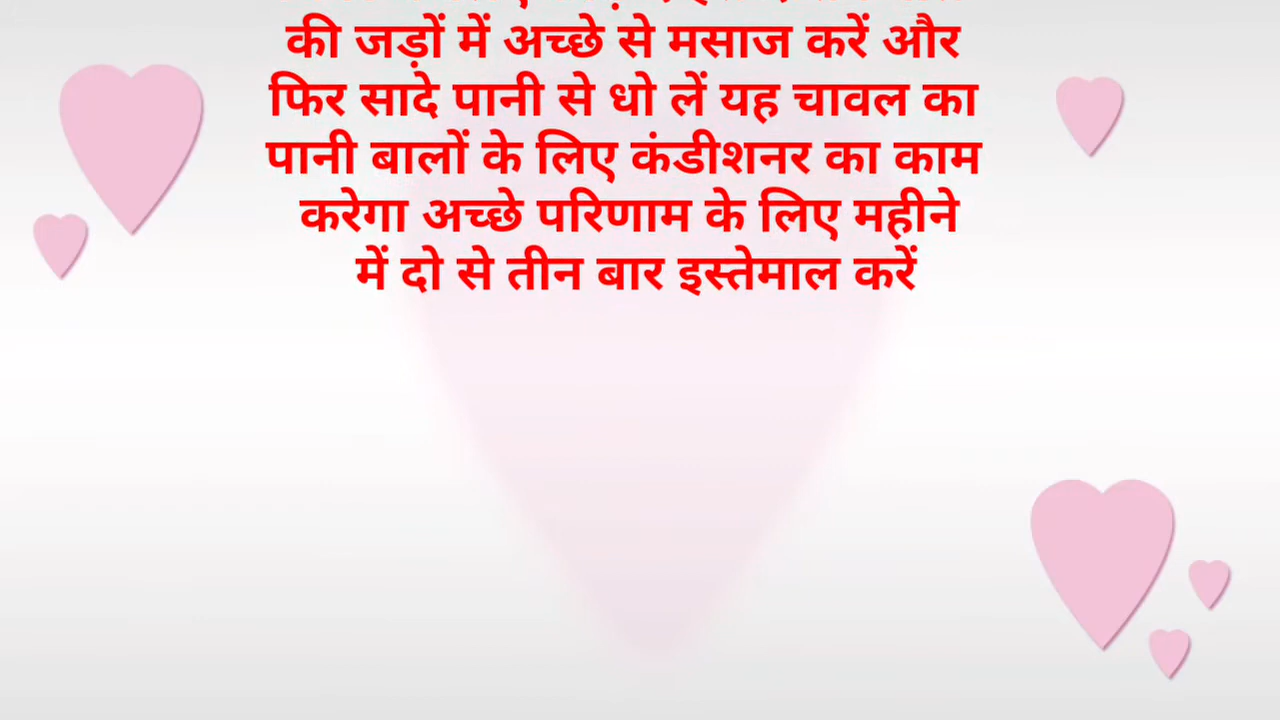 की जड़ों में अच्छे से मसाज करें और
फिर सादे पानी से धो लें यह चावल का
पानी बालों के लिए कंडीशनर का काम
करेगा अच्छे परिणाम के लिए महीने
में दो से तीन बार इस्तेमाल करें